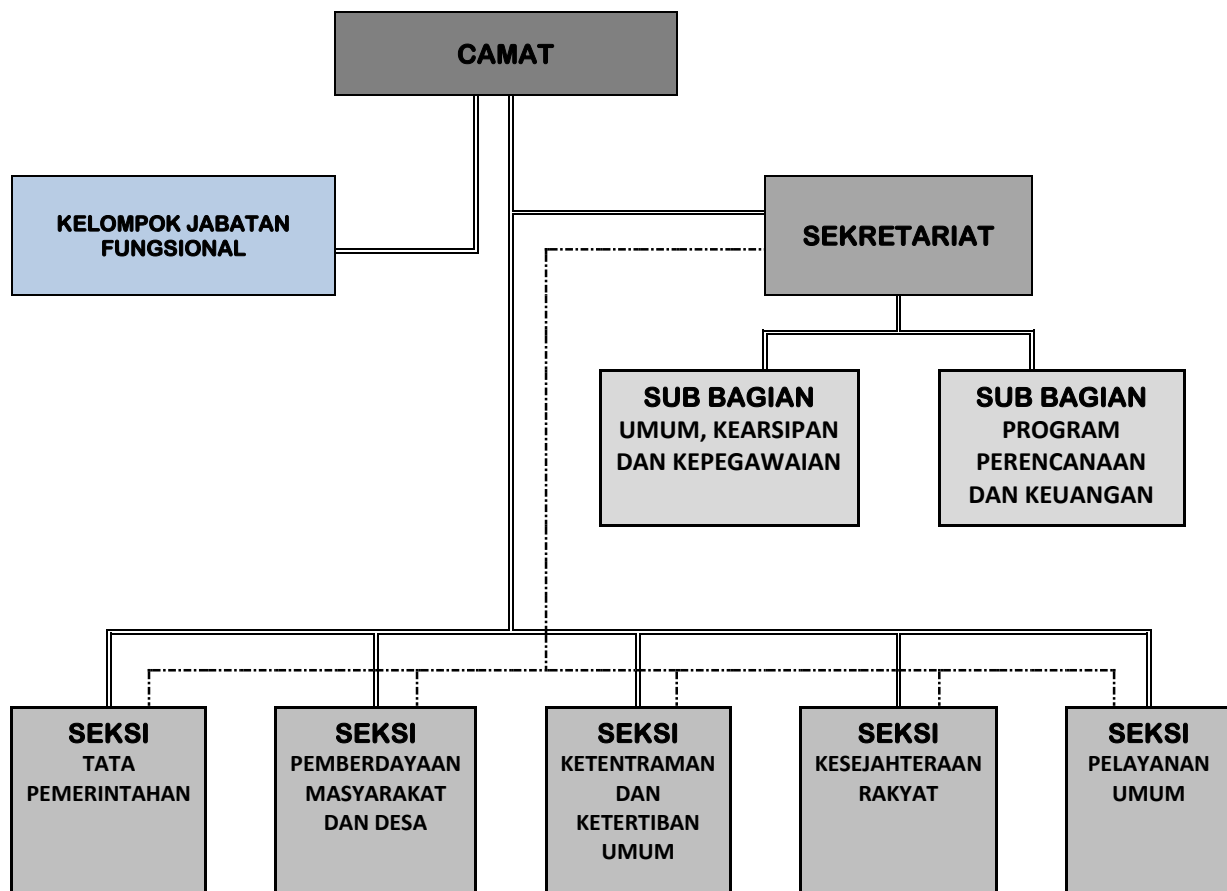 CAMAT
KELOMPOK JABATAN
FUNGSIONAL
SEKRETARIAT
SUB BAGIAN
UMUM, KEARSIPAN
DAN KEPEGAWAIAN
SUB BAGIAN
PROGRAM
PERENCANAAN
DAN KEUANGAN
SEKSI
TATA
PEMERINTAHAN
SEKSI
PEMBERDAYAAN
MASYARAKAT
DAN DESA
SEKSI
KETENTRAMAN
DAN
KETERTIBAN
UMUM
SEKSI
KESEJAHTERAAN
RAKYAT
SEKSI
PELAYANAN
UMUM